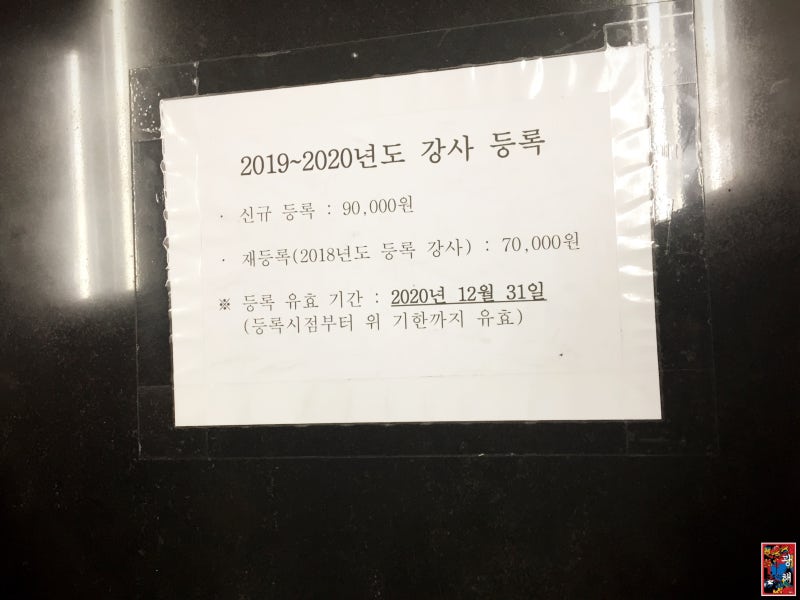 2019~2020년도 강사 등록
· 신규 등록 : 90,000원
· 재등록(2018년도 등록 강사) : 70,000원
※ 등록 유효 기간 : 2020년 12월 31일
(등록시점부터 위 기한까지 유효)
광해